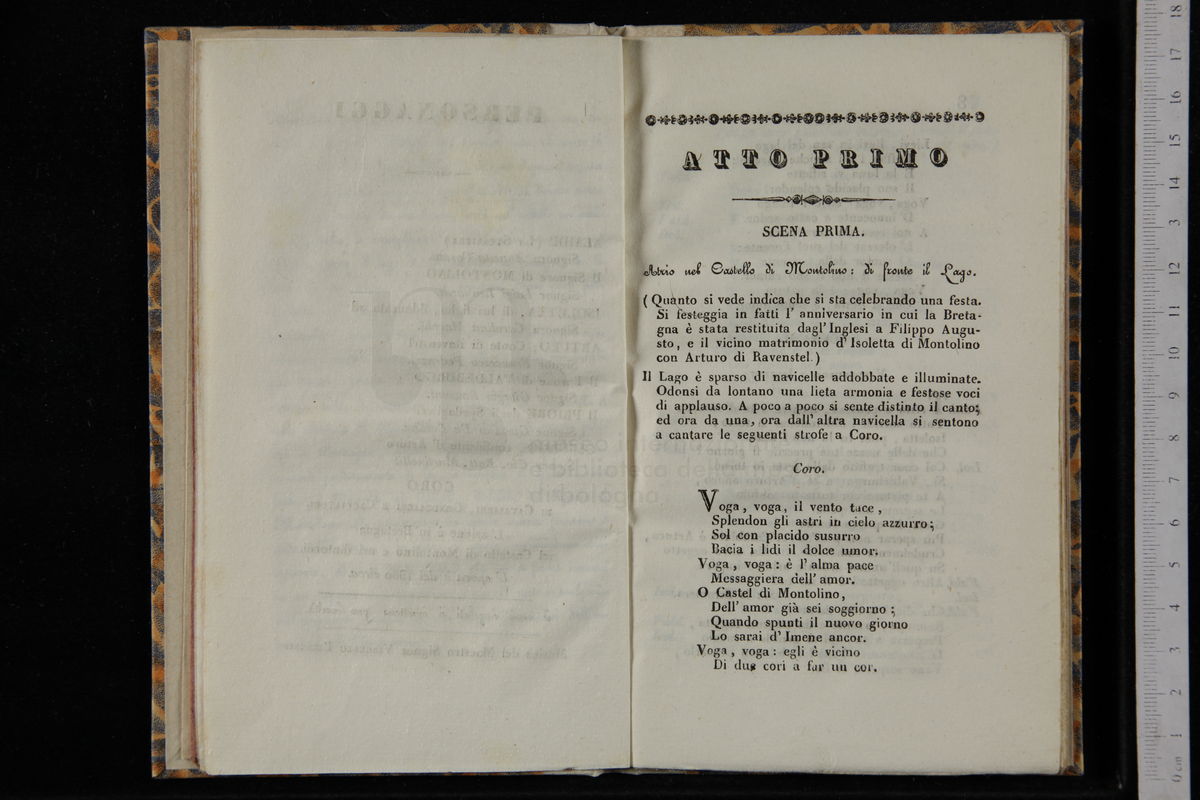 ATTO PRIMO
SCENA PRIMA.
Atrio nel Castello di Montolino: di fronte il Lago.
( Quanto si vede indica che si sta celebrando una festa.
Si festeggia in fatti l' anniversario in cui la Breta-
gna è stata restituita dagl' Inglesi a Filippo Augu-
sto, e il vicino matrimonio d' Isoletta di Montolino
con Arturo di Ravenstel.)
Il Lago è sparso di navicelle addobbate e illuminate.
Odonsi da lontano una lieta armonia e festose voci
di applauso. A poco a poco si sente distinto il canto;
ed ora da una, ora dall' altra navicella si sentono
a cantare le seguenti strofe a Coro.
Coro.
Voga, voga, il vento tace,
Splendon gli astri in cielo azzurro;
Sol con placido susurro
Bacia i lidi il dolce umor.
Voga, voga: è l' alma pace
Messaggiera dell' amor.
O Castel di Montolino,
Dell' amor già sei soggiorno;
Quando spunti il nuovo giorno
Lo sarai d' Imene ancor.
Voga, voga: egli è vicino
Di due cori a far un cor.